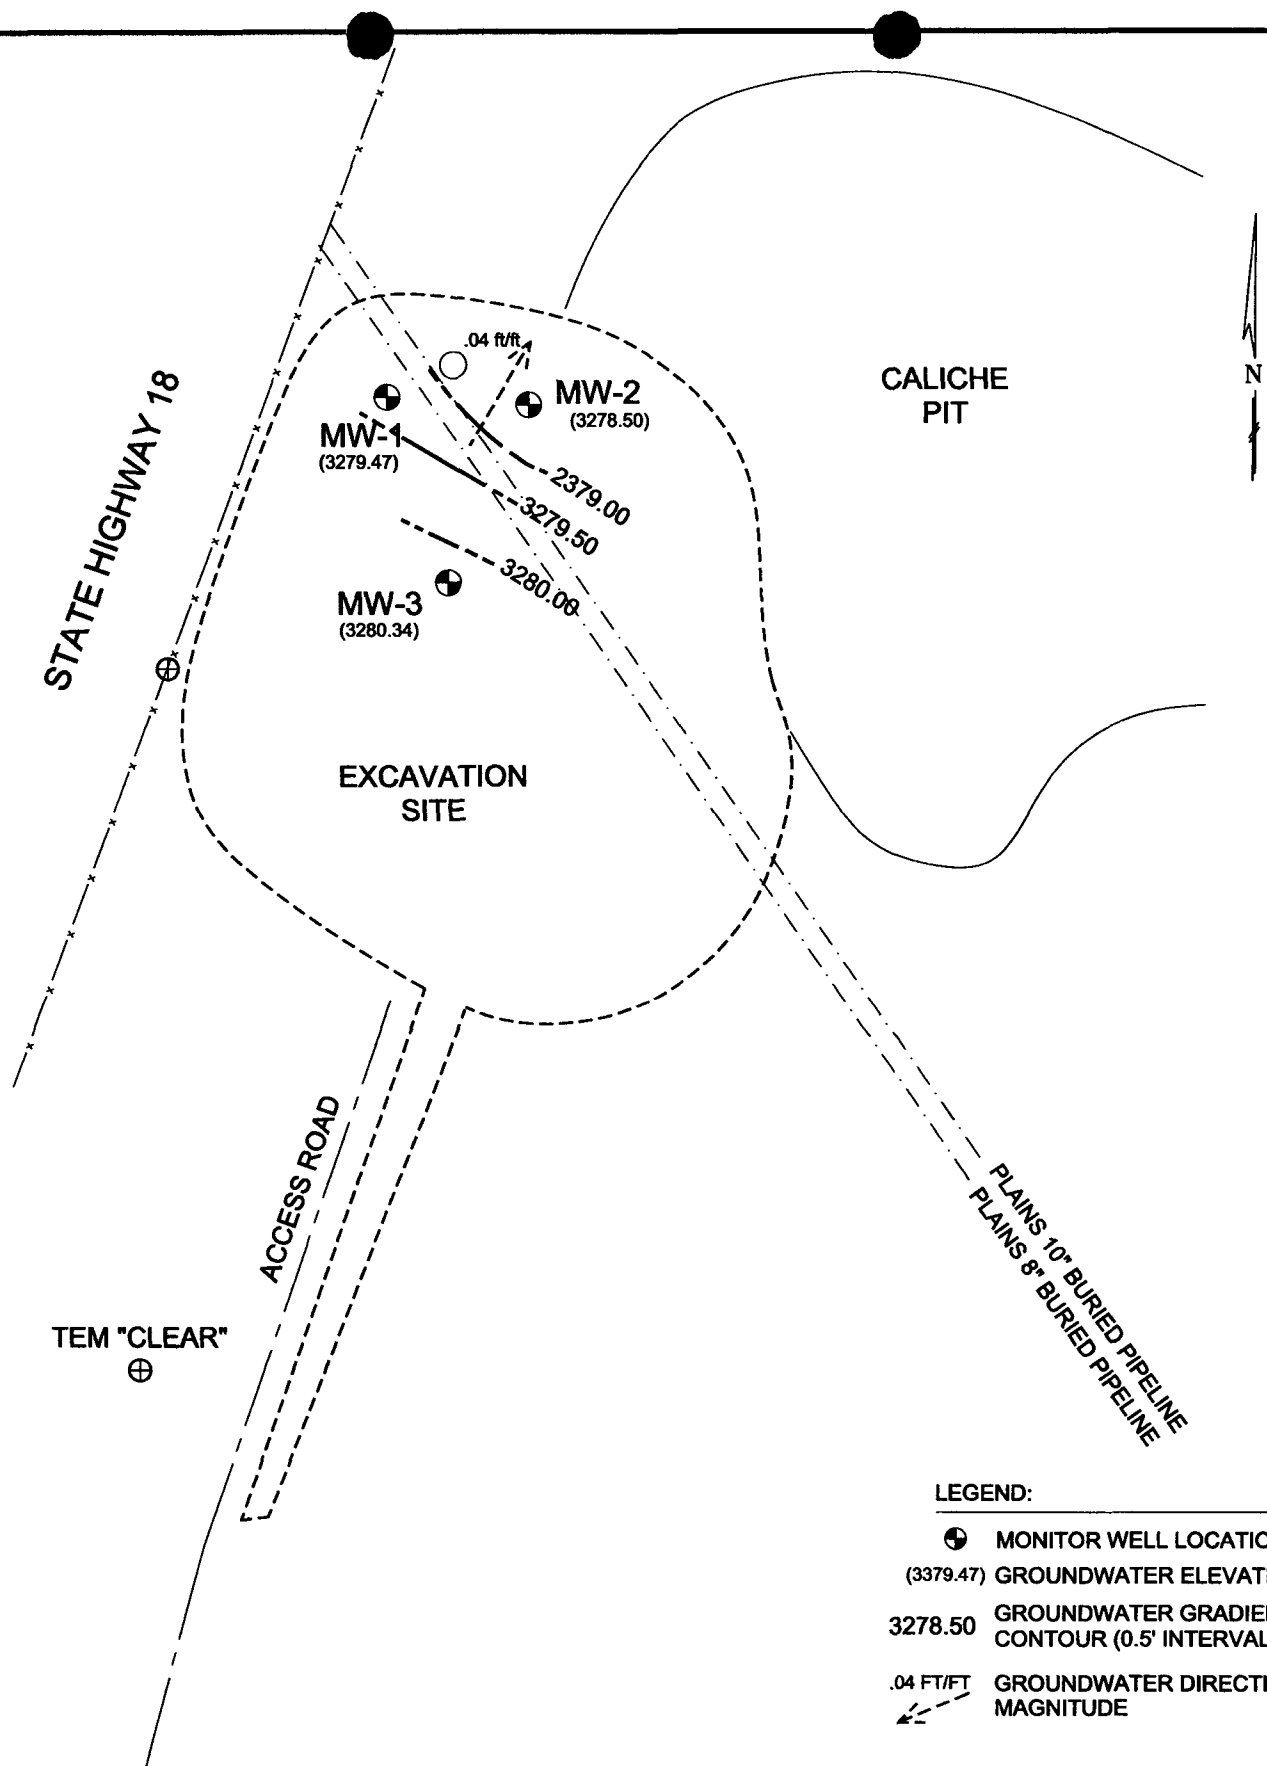 .04 ft/ft
MW-2
(3278.50)
MW-1
(3279.47)
2379.00
3279.50
3280.00
MW-3
(3280.34)
CALICHE
PIT
N
STATE HIGHWAY 18
EXCAVATION
SITE
ACCESS ROAD
TEM "CLEAR"
PLAINS 10" BURIED PIPELINE
PLAINS 8" BURIED PIPELINE
LEGEND:
MONITOR WELL LOCATIO
(3379.47) GROUNDWATER ELEVAT
3278.50 GROUNDWATER GRADIE
CONTOUR (0.5' INTERVAL
.04 FT/FT GROUNDWATER DIRECTI
MAGNITUDE